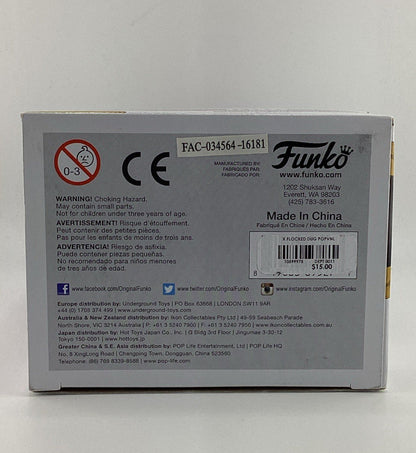 FAC-034564-16181
0-3
CE
MANUFACTURED BY:
FABRIQUÉ PAR:
FABRICADO POR:
Funko
www.funko.com
1202 Shuksan Way
Everett, WA 98203
(425) 783-3616
Made In China
Fabriqué En Chine / Hecho En China
WARNING! Choking Hazard.
May contain small parts.
Not for children under three years of age.
AVERTISSEMENT! Risque d'étouffement.
Peut contenir des petites pièces.
Pas pour les enfants de moins de trois ans.
ADVERTENCIA! Riesgo de asfixia.
Puede contener piezas pequeñas.
No recomendado para niños menores
de tres años de edad.
X FLOCKED DUG POPVNL
$15.00
www.facebook.com/OriginalFunko
www.twitter.com/OriginalFunko
www.instagram.com/OriginalFunko
Europe distribution by: Underground Toys | PO Box 63668 | LONDON SW11 9AR
+44 (0) 1708 374 499 | www.underground-toys.com
Australia & New Zealand distribution by: Ikon Collectables Pty Ltd | 49-59 Seabeach Parade
North Shore, VIC 3214 Australia | P: +61 3 5240 7900 | F: +61 3 5240 7901 | www.ikoncollectables.com.au
Japan distribution by: Hot Toys Japan Co., Inc. | G Bldg 3rd Floor | Jingumae 3-30-12
Tokyo 150-0001 | www.hottoys.jp
Greater China & S.E. Asia distribution by: POP Life Entertainment, Ltd | POP Life HQ
No. 8 XingLong Road | Changping Town, Dongguan, China 523560
Telephone: (86) 769 8339-8588 | www.pop-life.com